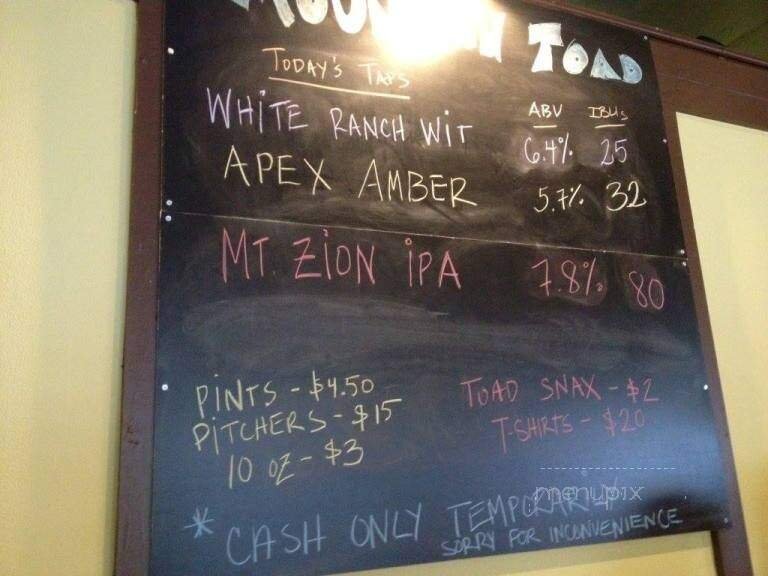 MOUNTAIN TOAD
TODAY'S TAPS
ABV IBUs
WHITE RANCH WIT 6.4% 25
APEX AMBER 5.7% 32
MT. ZION IPA 7.8% 80
PINTS - $4.50
PITCHERS - $15
10 OZ - $3
TOAD SNAX - $2
T-SHIRTS - $20
* CASH ONLY TEMPORARILY
SORRY FOR INCONVENIENCE
menupix